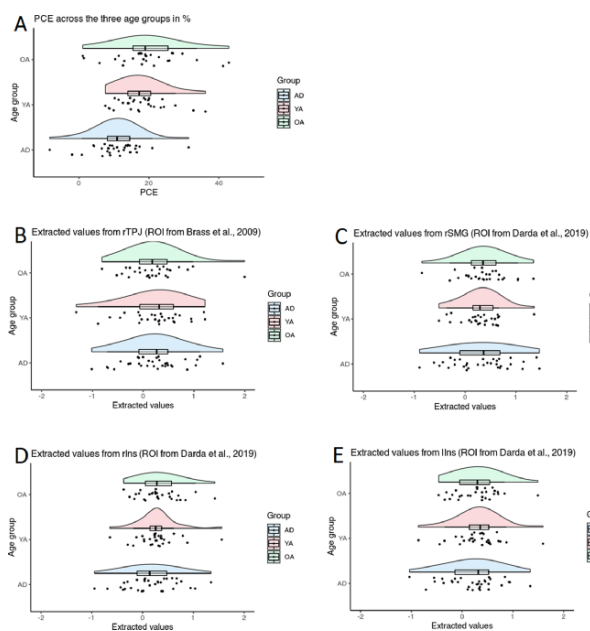 A
PCE across the three age groups in %
OA
YA
AD
Age group
0
20
40
PCE
Group
AD
YA
OA
B
Extracted values from rTPJ (ROI from Brass et al., 2009)
OA
YA
AD
Age group
-2
-1
0
1
2
Extracted values
Group
AD
YA
OA
C
Extracted values from rSMG (ROI from Darda et al., 2019)
OA
YA
AD
Age group
-1
0
1
2
Extracted values
D
Extracted values from rIns (ROI from Darda et al., 2019)
OA
YA
AD
Age group
-2
-1
0
1
2
Extracted values
Group
AD
YA
OA
E
Extracted values from lIns (ROI from Darda et al., 2019)
OA
YA
AD
Age group
-2
-1
0
1
2
Extracted values